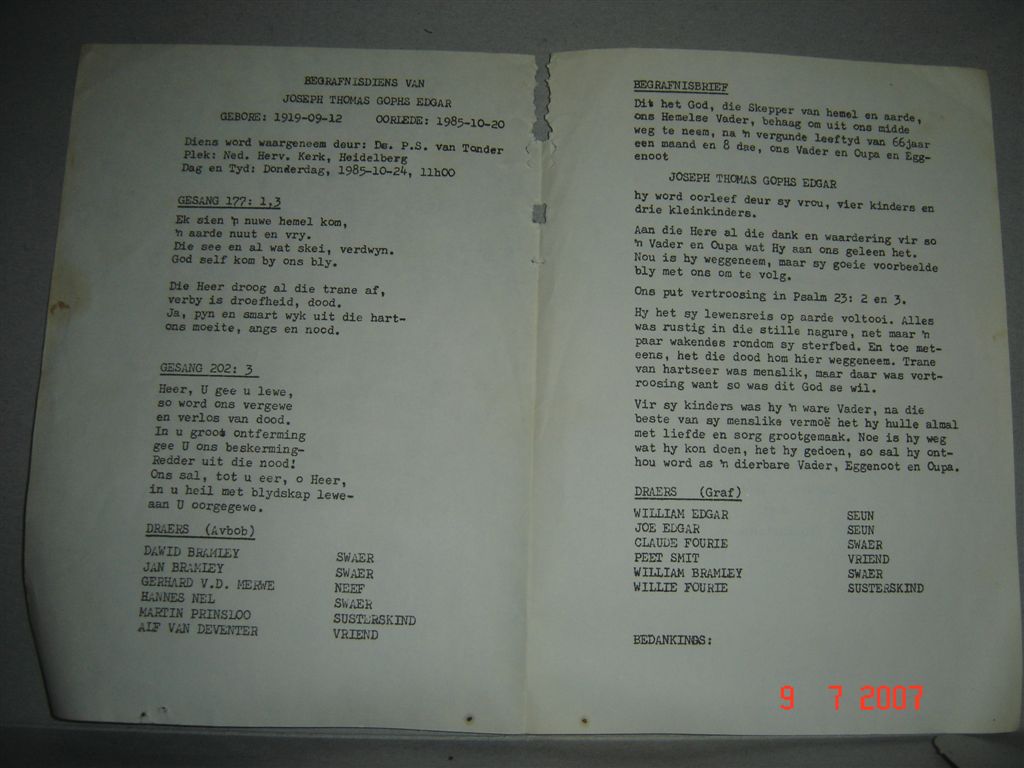 BEGRAFNISDIENS VAN
JOSEPH THOMAS GOPHS EDGAR
GEBORE: 1919-09-12 OORLEDE: 1985-10-20
Diens word waargeneem deur: Ds. P.S. van Tonder
Plek: Ned. Herv. Kerk, Heidelberg
Dag en Tyd: Donderdag, 1985-10-24, 11h00
GESANG 177: 1,3
Ek sien 'n nuwe hemel kom,
'n aarde nuut en vry.
Die see en al wat skei, verdwyn.
God self kom by ons bly.
Die Heer droog al die trane af,
verby is droefheid, dood.
Ja, pyn en smart wyk uit die hart-
ons moeite, angs en nood.
GESANG 202: 3
Heer, U gee u lewe,
so word ons vergewe
en verlos van dood.
In u groot ontferming
gee U ons beskerming-
Redder uit die nood!
Ons sal, tot u eer, o Heer,
in u heil met blydskap lewe-
aan U oorgegewe.
DRAERS (Avbob)
DAWID BRAMLEY SWAER
JAN BRAMLEY SWAER
GERHARD V.D. MERWE NEEF
HANNES NEL SWAER
MARTIN PRINSLOO SUSTERSKIND
ALF VAN DEVENTER VRIEND
BEGRAFNISBRIEF
Dit het God, die Skepper van hemel en aarde,
ons Hemelse Vader, behaag om uit ons midde
weg te neem, na 'n vergunde leeftyd van 66jaar
een maand en 8 dae, ons Vader en Oupa en Egg-
enoot
JOSEPH THOMAS GOPHS EDGAR
hy word oorleef deur sy vrou, vier kinders en
drie kleinkinders.
Aan die Here al die dank en waardering vir so
'n Vader en Oupa wat Hy aan ons geleen het.
Nou is hy weggeneem, maar sy goeie voorbeelde
bly met ons om te volg.
Ons put vertroosing in Psalm 23: 2 en 3.
Hy het sy lewensreis op aarde voltooi. Alles
was rustig in die stille nagure, net maar 'n
paar wakendes rondom sy sterfbed. En toe met-
eens, het die dood hom hier weggeneem. Trane
van hartseer was menslik, maar daar was vert-
roosing want so was dit God se wil.
Vir sy kinders was hy 'n ware Vader, na die
beste van sy menslike vermoë het hy hulle almal
met liefde en sorg grootgemaak. Noe is hy weg
wat hy kon doen, het hy gedoen, so sal hy ont-
hou word as 'n dierbare Vader, Eggenoot en Oupa.
DRAERS (Graf)
WILLIAM EDGAR SEUN
JOE EDGAR SEUN
CLAUDE FOURIE SWAER
PEET SMIT VRIEND
WILLIAM BRAMLEY SWAER
WILLIE FOURIE SUSTERSKIND
BEDANKINGS:
9 7 2007